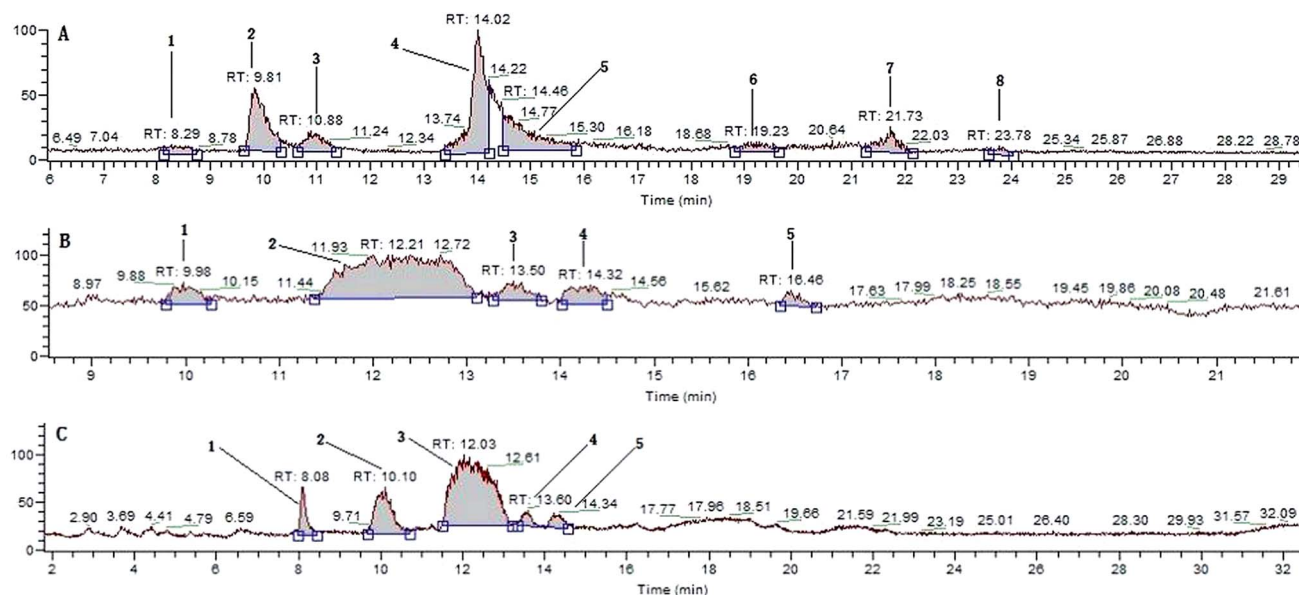 RT: 14.02
100
A
1
2
3
4
5
6
7
8
RT: 9.81
14.22
RT: 14.46
50
RT: 10.88
14.77
RT: 21.73
13.74
15.30
6.49 7.04 RT: 8.29 8.78 11.24 12.34 16.18 18.68 RT: 19.23 20.64 22.03 RT: 23.78 25.34 25.87 26.88 28.22 28.78
0
6 7 8 9 10 11 12 13 14 15 16 17 18 19 20 21 22 23 24 25 26 27 28 29
Time (min)
B
1
2
3
4
5
100
11.93 RT: 12.21 12.72
8.97 9.88 RT: 9.98 10.15 11.44 RT: 13.50 RT: 14.32 14.56 15.62 RT: 16.46 17.63 17.99 18.25 18.55 19.45 19.86 20.08 20.48 21.61
50
0
9 10 11 12 13 14 15 16 17 18 19 20 21
Time (min)
C
1
2
3
4
5
100
RT: 12.03
12.61
RT: 8.08 RT: 10.10
50
RT: 13.60
14.34
2.90 3.69 4.41 4.79 6.59 9.71 17.77 17.96 18.51 19.66 21.59 21.99 23.19 25.01 26.40 28.30 29.93 31.57 32.09
0
2 4 6 8 10 12 14 16 18 20 22 24 26 28 30 32
Time (min)